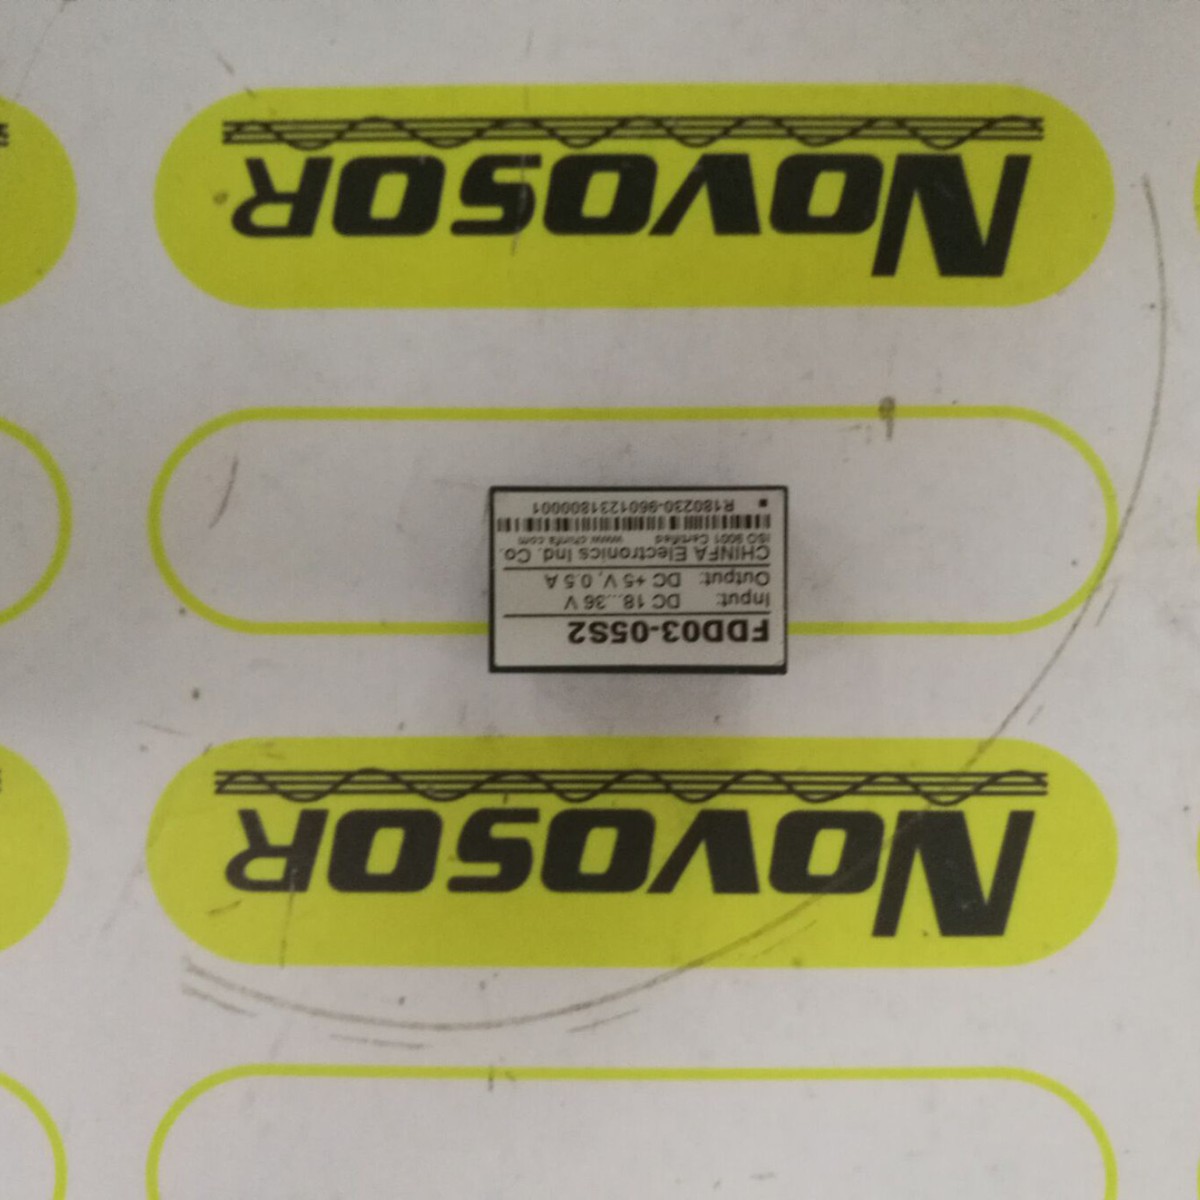 NOVOSOR
FDD03-05S2
Input: DC 18...36 V
Output: DC +5 V, 0.5 A
CHINFA Electronics Ind. Co.
ISO 9001 Certified www.chinfa.com
R180230-9601231800001
NOVOSOR